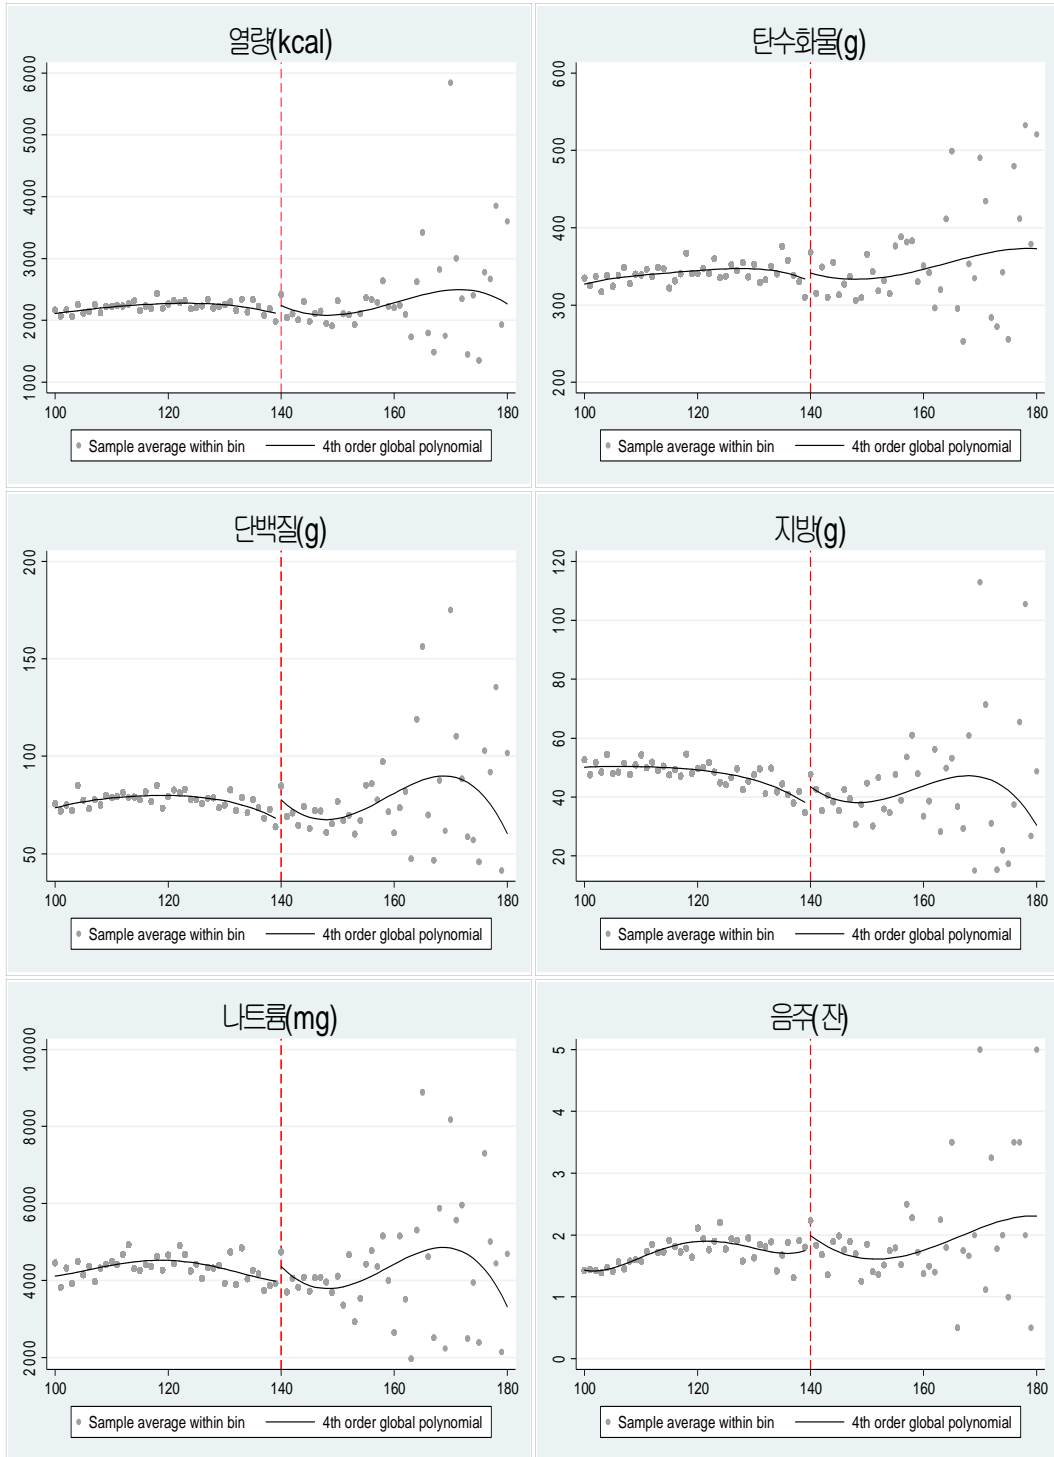 열량(kcal)
6000
5000
4000
3000
2000
1000
100 120 140 160 180
Sample average within bin 4th order global polynomial
탄수화물(g)
600
500
400
300
200
100 120 140 160 180
Sample average within bin 4th order global polynomial
단백질(g)
200
150
100
50
100 120 140 160 180
Sample average within bin 4th order global polynomial
지방(g)
120
100
80
60
40
20
100 120 140 160 180
Sample average within bin 4th order global polynomial
나트륨(mg)
10000
8000
6000
4000
2000
100 120 140 160 180
Sample average within bin 4th order global polynomial
음주(잔)
5
4
3
2
1
0
100 120 140 160 180
Sample average within bin 4th order global polynomial